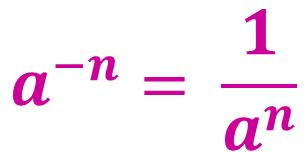 a⁻ⁿ = 1/aⁿ